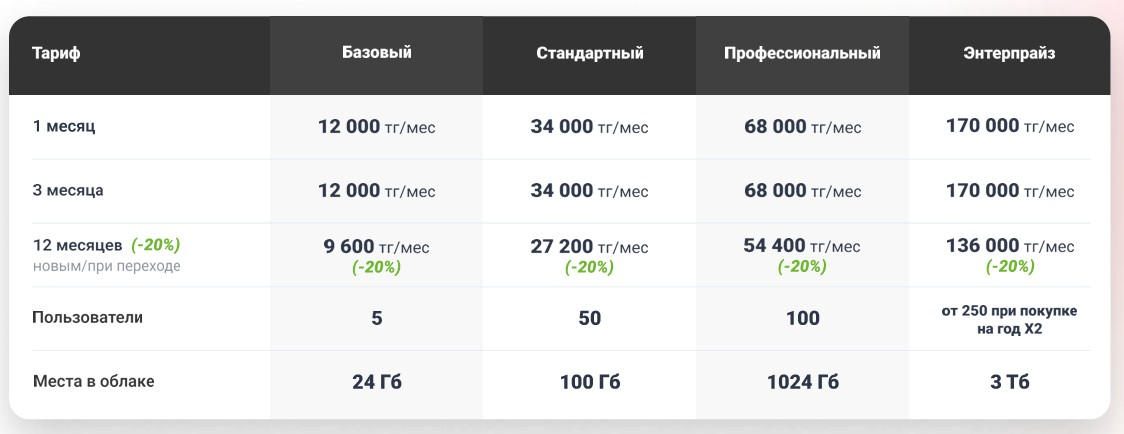 Тариф Базовый Стандартный Профессиональный Энтерпрайз
1 месяц 12 000 тг/мес 34 000 тг/мес 68 000 тг/мес 170 000 тг/мес
3 месяца 12 000 тг/мес 34 000 тг/мес 68 000 тг/мес 170 000 тг/мес
12 месяцев (-20%) 9 600 тг/мес 27 200 тг/мес 54 400 тг/мес 136 000 тг/мес
новым/при переходе (-20%) (-20%) (-20%) (-20%)
Пользователи 5 50 100 от 250 при покупке
на год X2
Места в облаке 24 Гб 100 Гб 1024 Гб 3 Тб